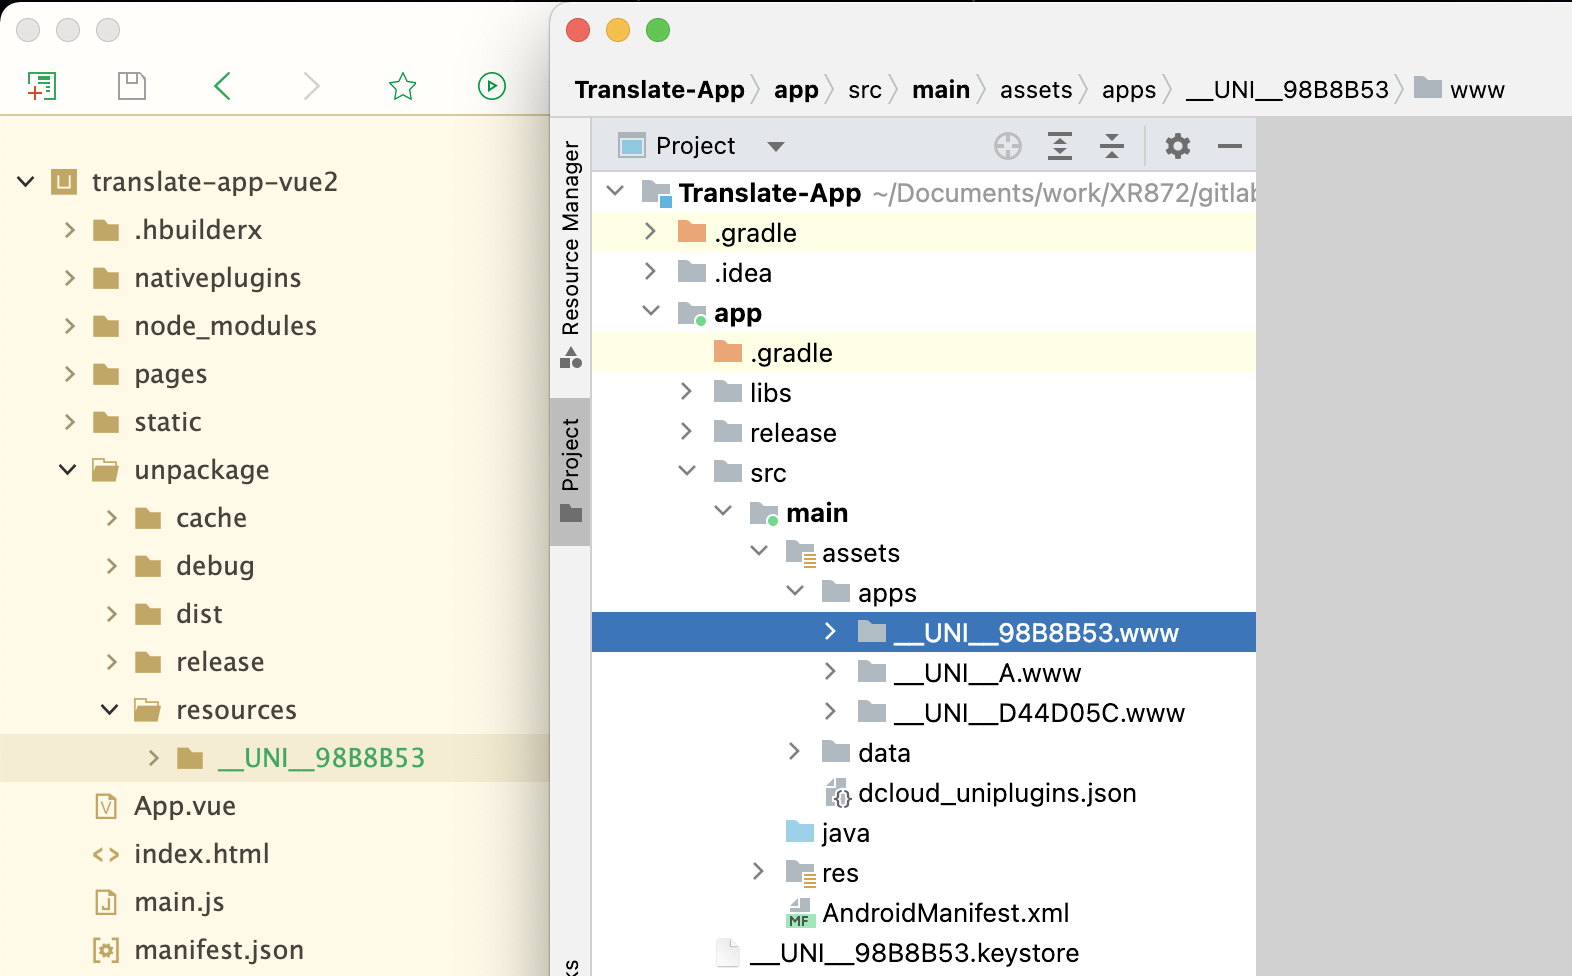 translate-app-vue2
.hbuilderx
nativeplugins
node_modules
pages
static
unpackage
cache
debug
dist
release
resources
__UNI__98B8B53
App.vue
index.html
main.js
manifest.json
Translate-App app src main assets apps __UNI__98B8B53 www
Resource Manager
Project
Project
Translate-App ~/Documents/work/XR872/gitlab
.gradle
.idea
app
.gradle
libs
release
src
main
assets
apps
__UNI__98B8B53.www
__UNI__A.www
__UNI__D44D05C.www
data
dcloud_uniplugins.json
java
res
MF AndroidManifest.xml
__UNI__98B8B53.keystore